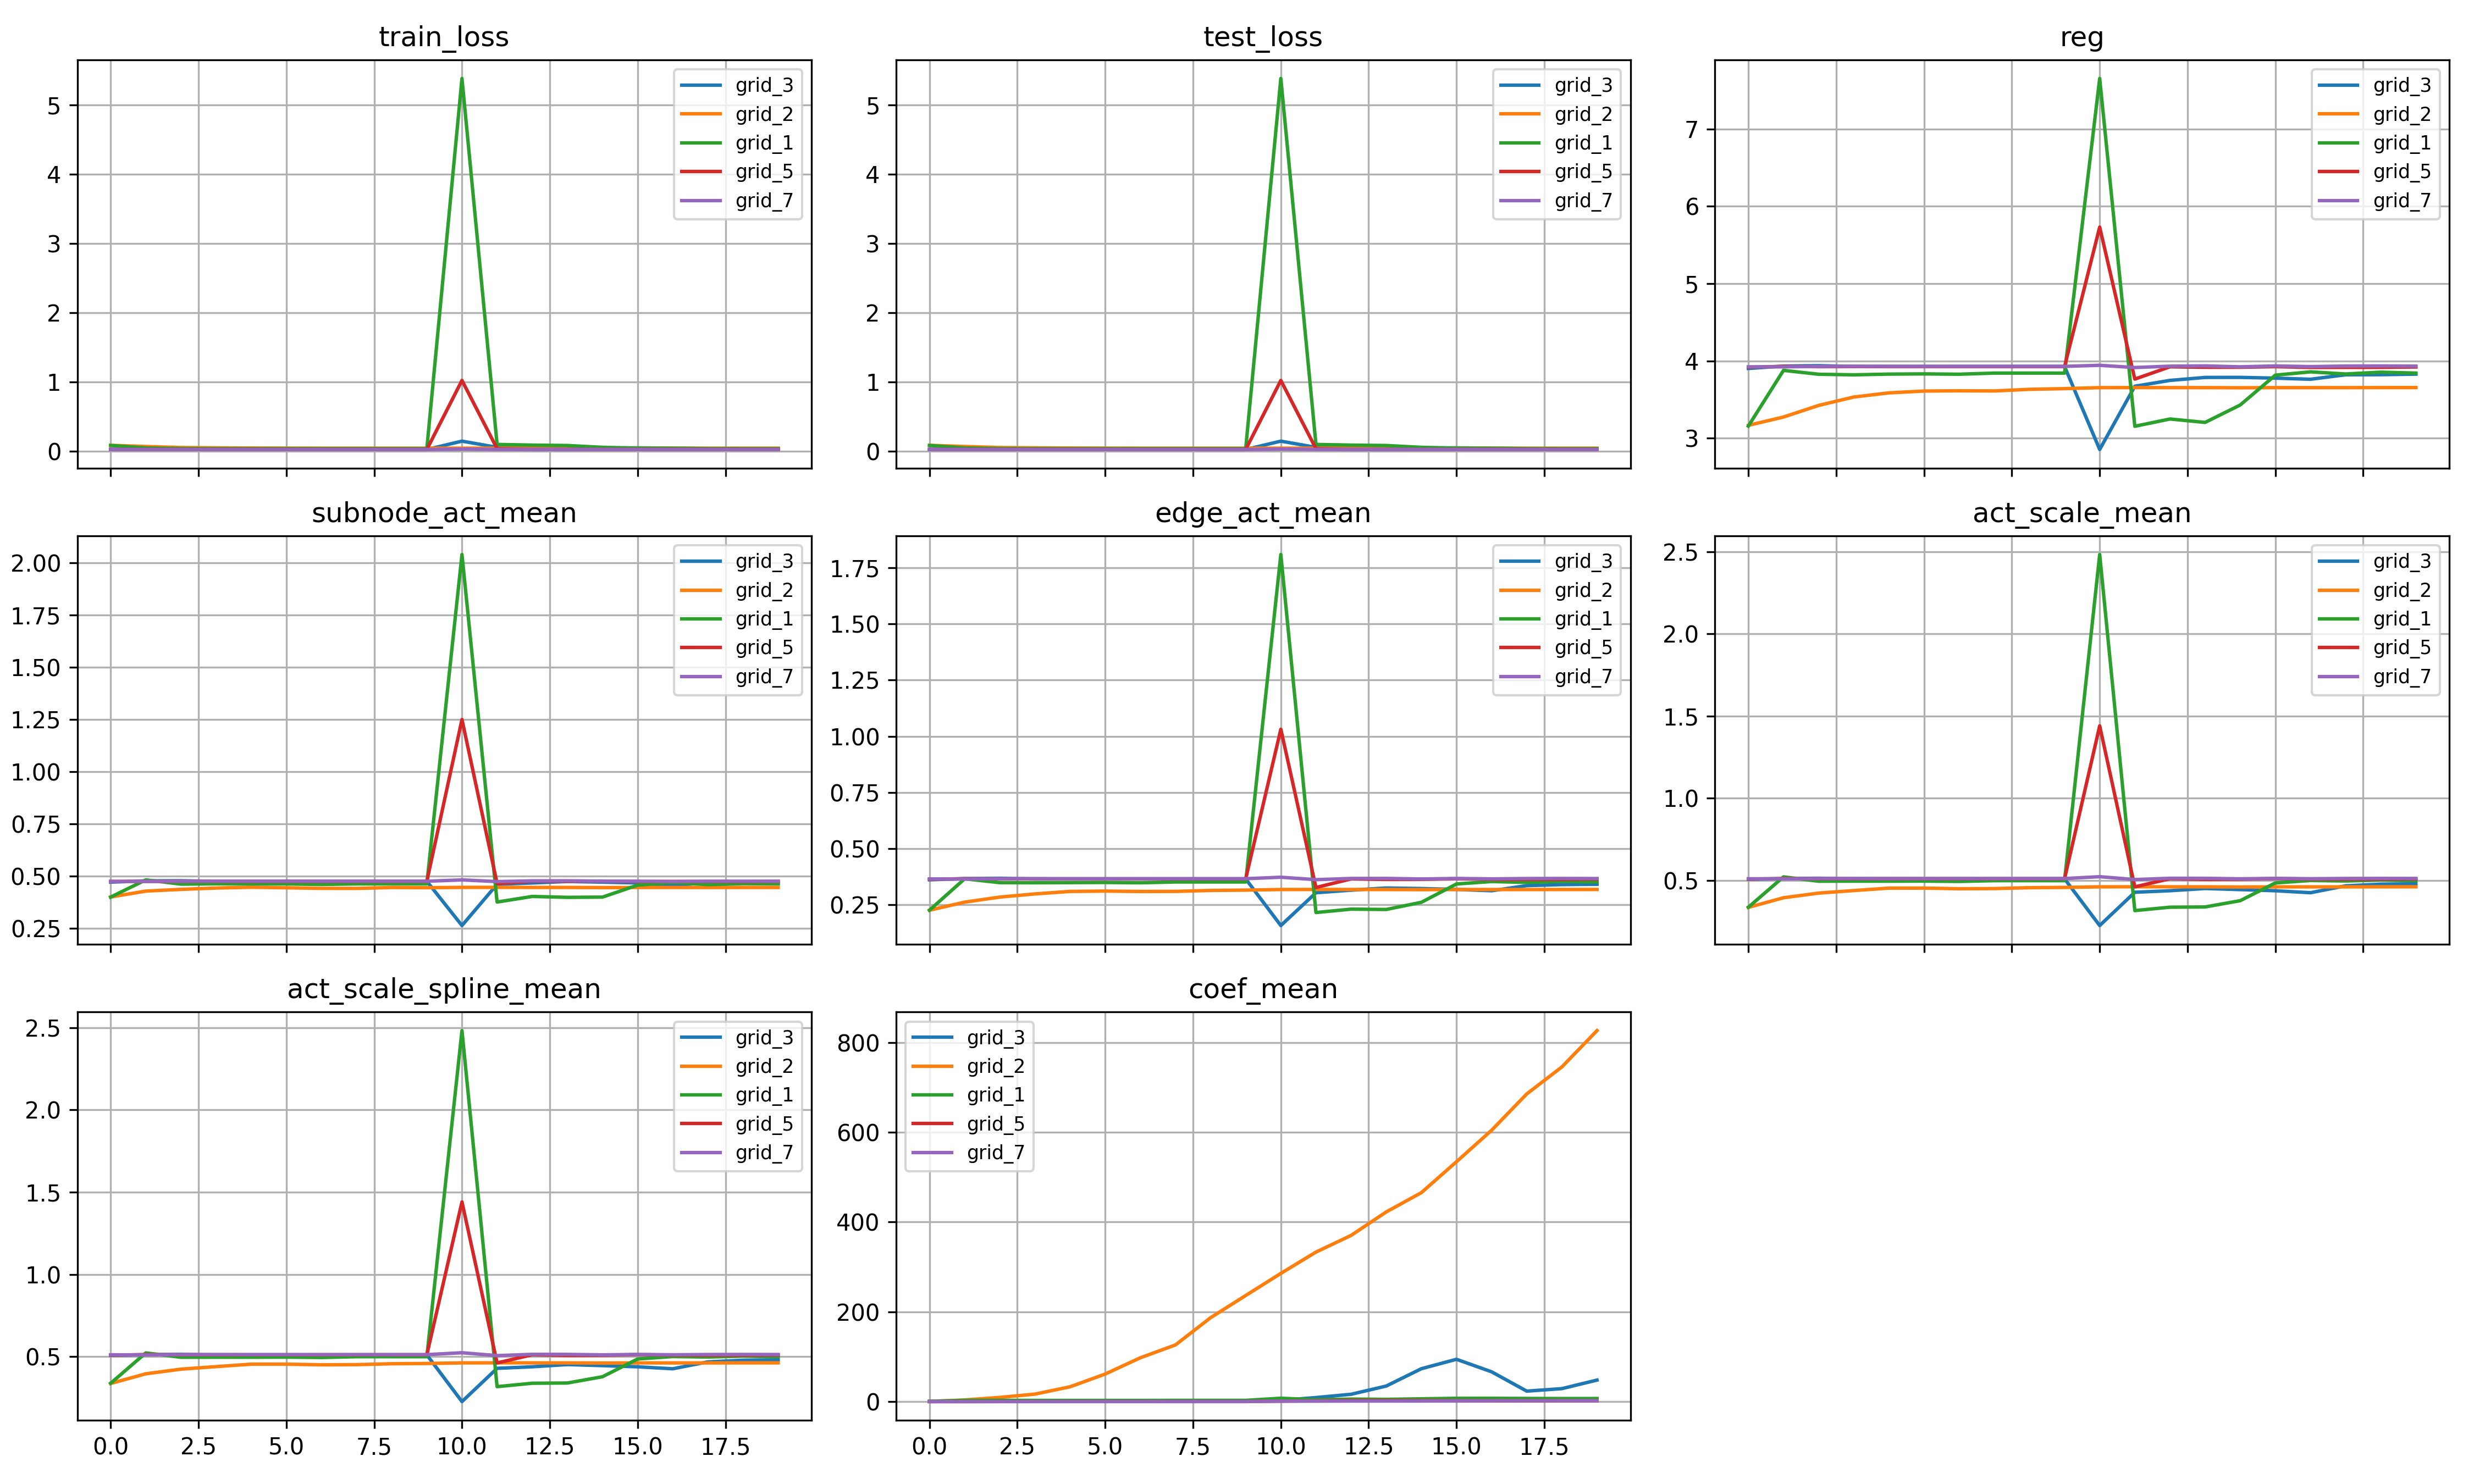 train_loss
5
4
3
2
1
0
grid_3
grid_2
grid_1
grid_5
grid_7
test_loss
5
4
3
2
1
0
grid_3
grid_2
grid_1
grid_5
grid_7
reg
7
6
5
4
3
grid_3
grid_2
grid_1
grid_5
grid_7
subnode_act_mean
2.00
1.75
1.50
1.25
1.00
0.75
0.50
0.25
grid_3
grid_2
grid_1
grid_5
grid_7
edge_act_mean
1.75
1.50
1.25
1.00
0.75
0.50
0.25
grid_3
grid_2
grid_1
grid_5
grid_7
act_scale_mean
2.5
2.0
1.5
1.0
0.5
grid_3
grid_2
grid_1
grid_5
grid_7
act_scale_spline_mean
2.5
2.0
1.5
1.0
0.5
grid_3
grid_2
grid_1
grid_5
grid_7
0.0 2.5 5.0 7.5 10.0 12.5 15.0 17.5
coef_mean
800
600
400
200
0
grid_3
grid_2
grid_1
grid_5
grid_7
0.0 2.5 5.0 7.5 10.0 12.5 15.0 17.5